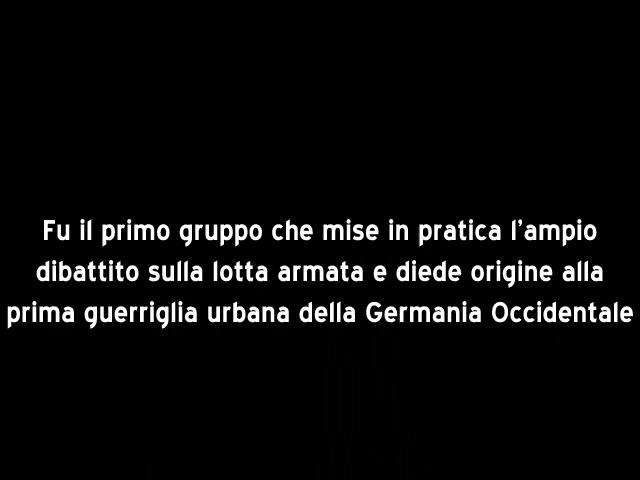 Fu il primo gruppo che mise in pratica l'ampio
dibattito sulla lotta armata e diede origine alla
prima guerriglia urbana della Germania Occidentale